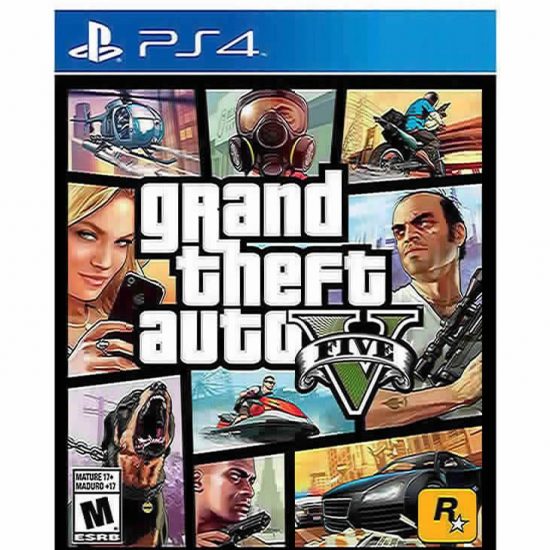 PS4
grand
theft
auto
V
FIVE
MATURE 17+
MADURO +17
M
ESRB
R